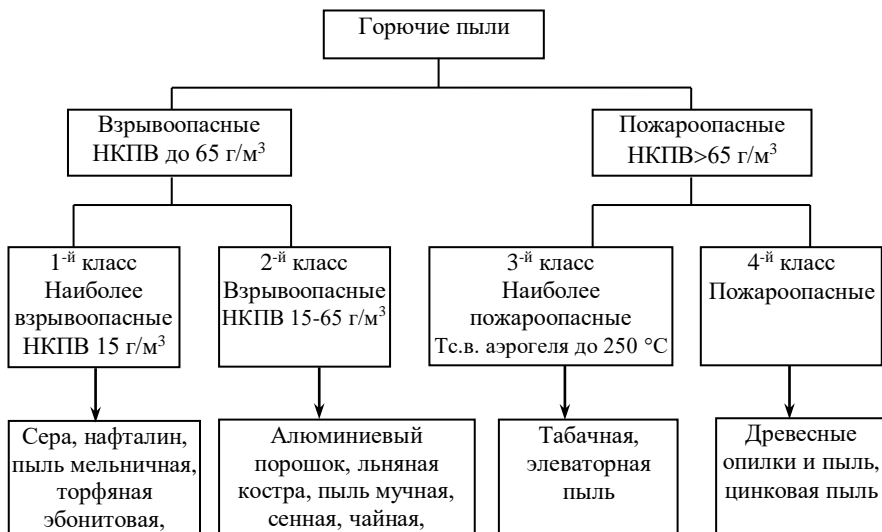 Горючие пыли
Взрывоопасные
НКПВ до 65 г/м³
Пожароопасные
НКПВ>65 г/м³
1-й класс
Наиболее
взрывоопасные
НКПВ 15 г/м³
2-й класс
Взрывоопасные
НКПВ 15-65 г/м³
3-й класс
Наиболее
пожароопасные
Тс.в. аэрогеля до 250 °С
4-й класс
Пожароопасные
Сера, нафталин,
пыль мельничная,
торфяная
эбонитовая,
Алюминиевый
порошок, льняная
костра, пыль мучная,
сенная, чайная,
Табачная,
элеваторная
пыль
Древесные
опилки и пыль,
цинковая пыль